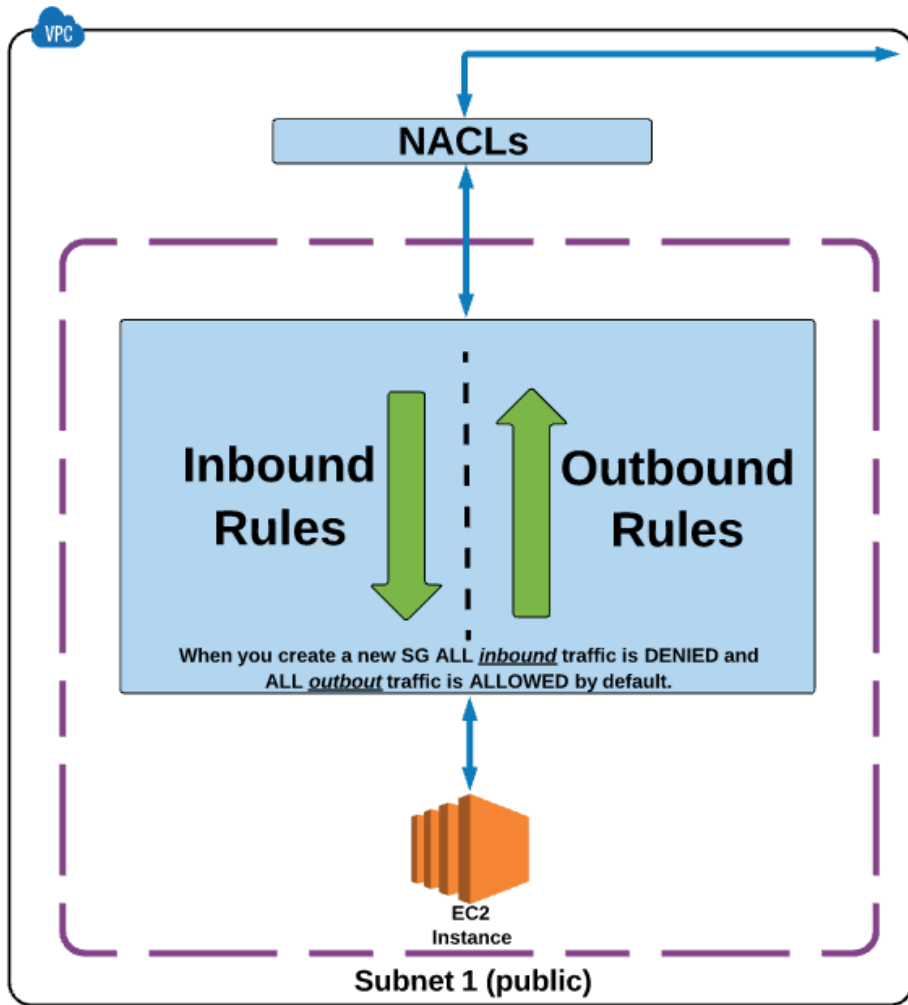 VPC
NACLs
Inbound
Rules
Outbound
Rules
When you create a new SG ALL inbound traffic is DENIED and
ALL outbout traffic is ALLOWED by default.
EC2
Instance
Subnet 1 (public)